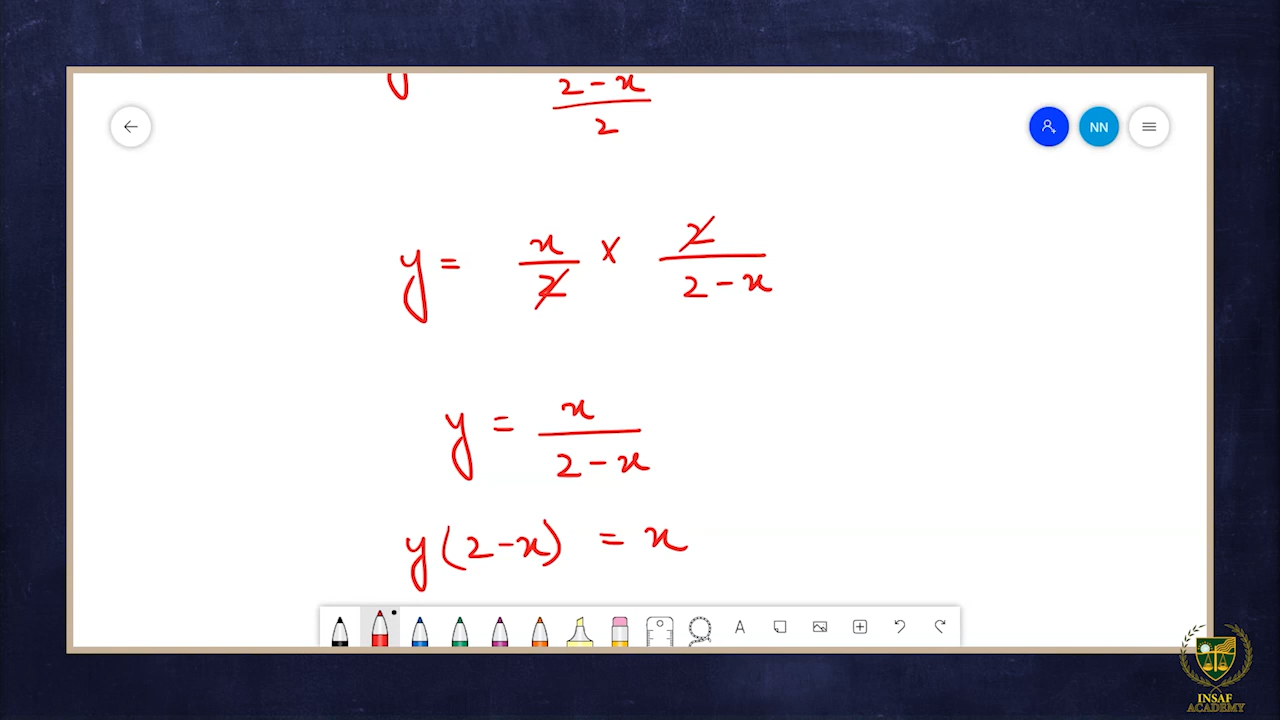 y 2-x/2
NN
y = x/2 × 2/2-x
y = x/2-x
y(2-x) = x
A
INSAF
ACADEMY